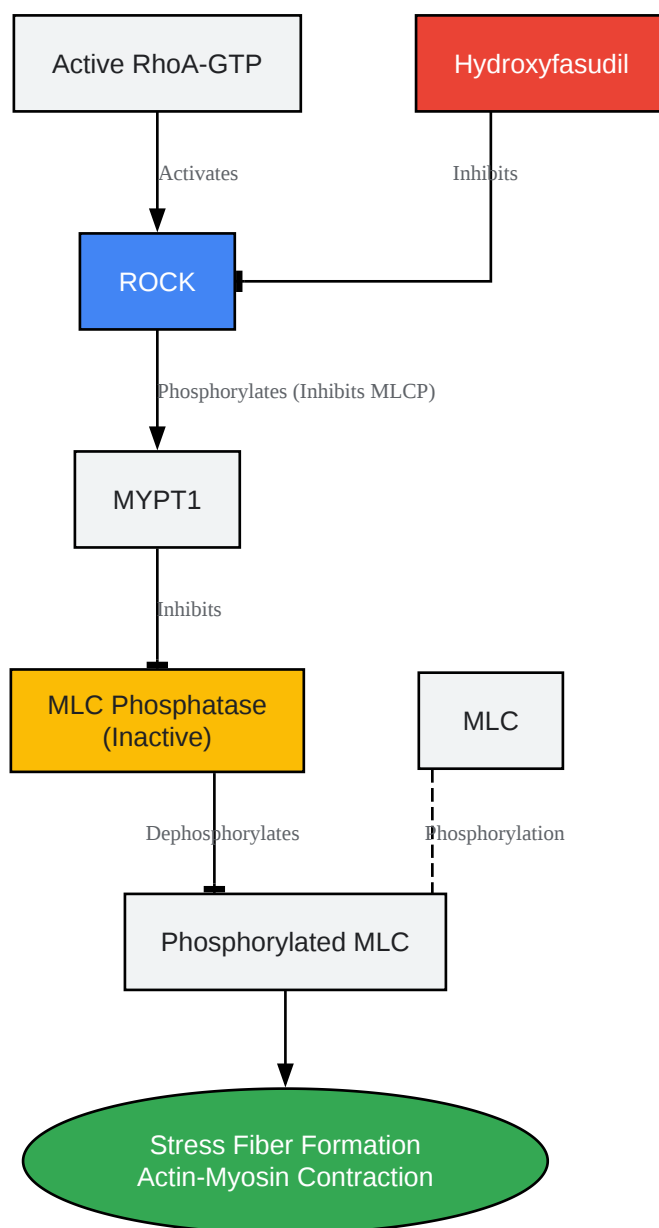 Active RhoA-GTP
Hydroxyfasudil
Activates
Inhibits
ROCK
Phosphorylates (Inhibits MLCP)
MYPT1
Inhibits
MLC Phosphatase
(Inactive)
MLC
Dephosphorylates
Phosphorylation
Phosphorylated MLC
Stress Fiber Formation
Actin-Myosin Contraction